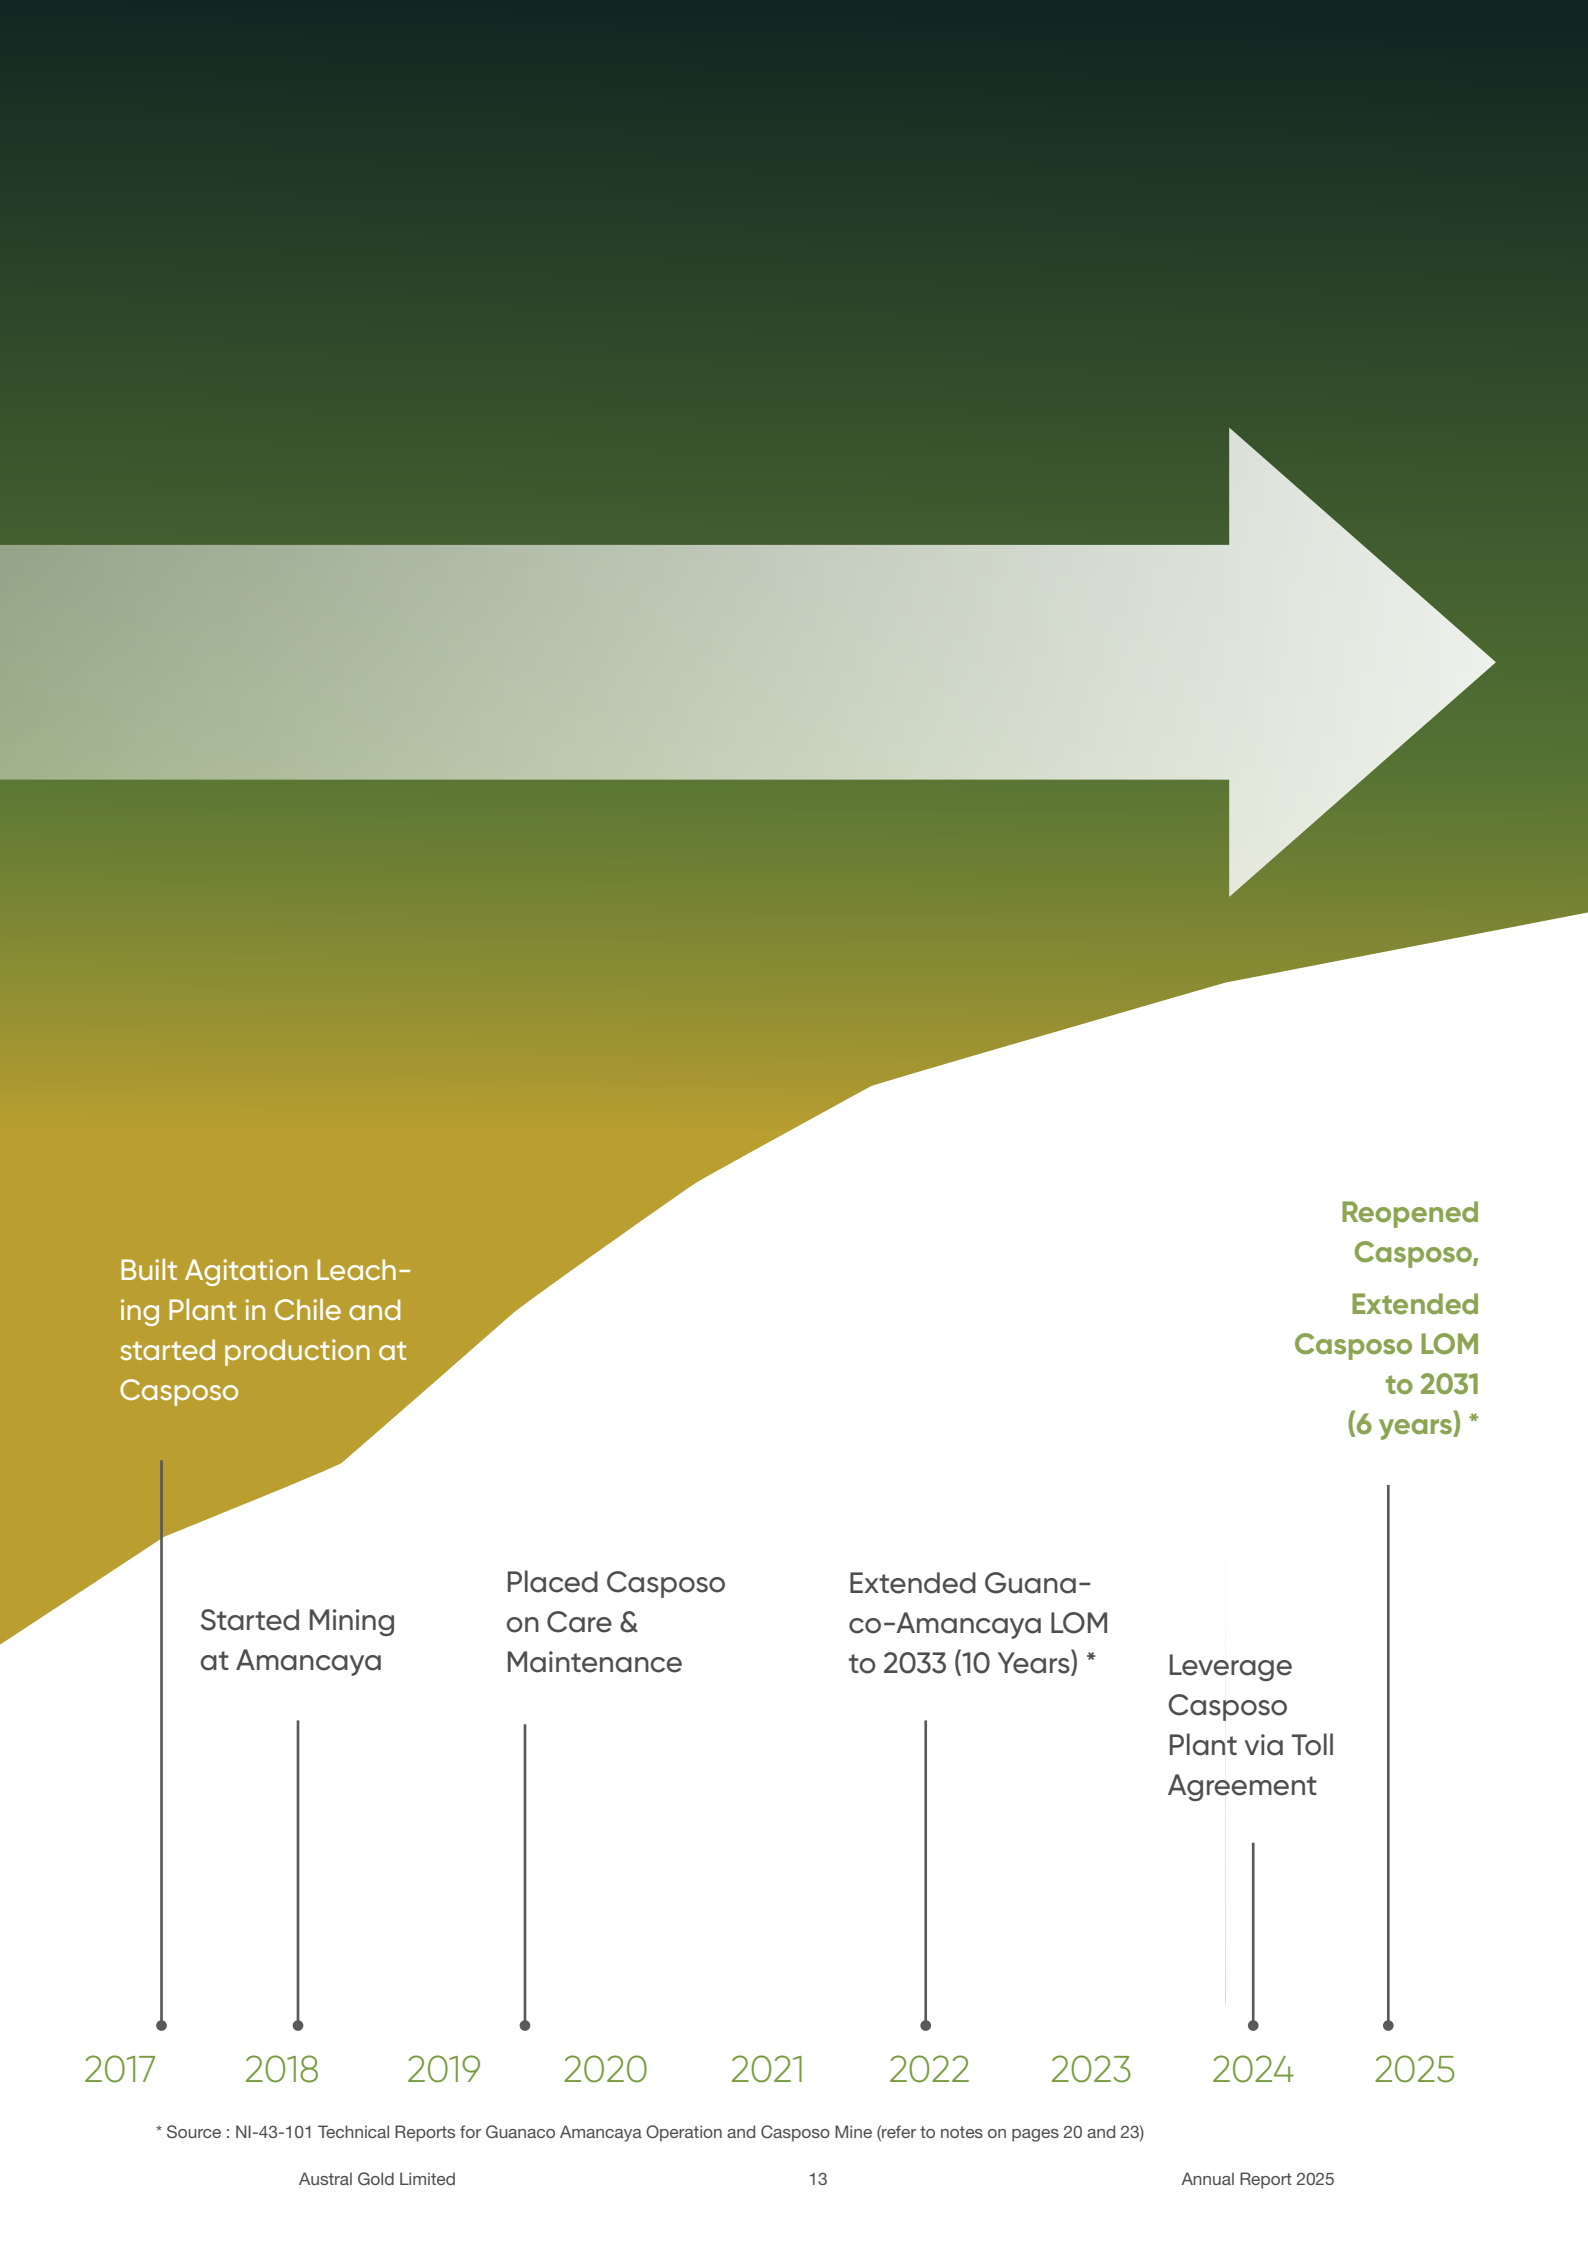 Built Agitation Leach-
ing Plant in Chile and
started production at
Casposo
Started Mining
at Amancaya
Placed Casposo
on Care &
Maintenance
Extended Guana-
co-Amancaya LOM
to 2033 (10 Years) *
Leverage
Casposo
Plant via Toll
Agreement
Reopened
Casposo,
Extended
Casposo LOM
to 2031
(6 years) *
2017 2018 2019 2020 2021 2022 2023 2024 2025
* Source : NI-43-101 Technical Reports for Guanaco Amancaya Operation and Casposo Mine (refer to notes on pages 20 and 23)
Austral Gold Limited 13 Annual Report 2025